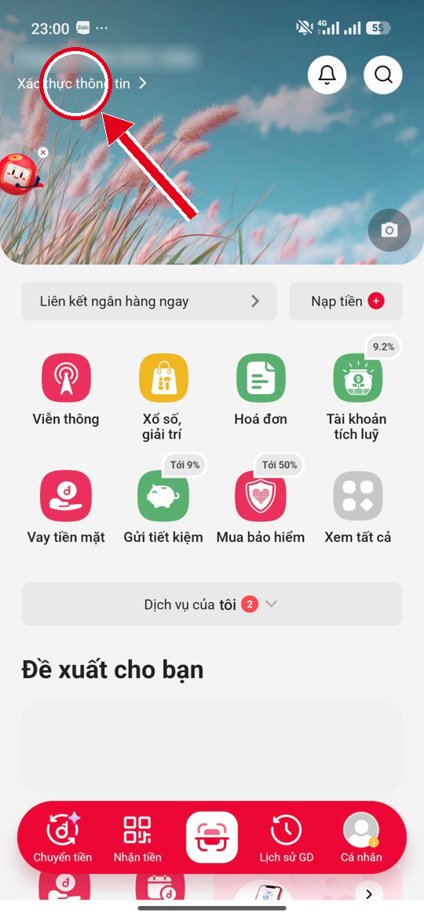 23:00 Zalo ...
4G 55
Xác thực thông tin
Liên kết ngân hàng ngay
Nạp tiền
9.2%
Viễn thông
Xổ số,
giải trí
Hoá đơn
Tài khoản
tích luỹ
Tới 9%
Tới 50%
Vay tiền mặt
Gửi tiết kiệm
Mua bảo hiểm
Xem tất cả
Dịch vụ của tôi 2
Đề xuất cho bạn
Chuyển tiền
Nhận tiền
Lịch sử GD
Cá nhân